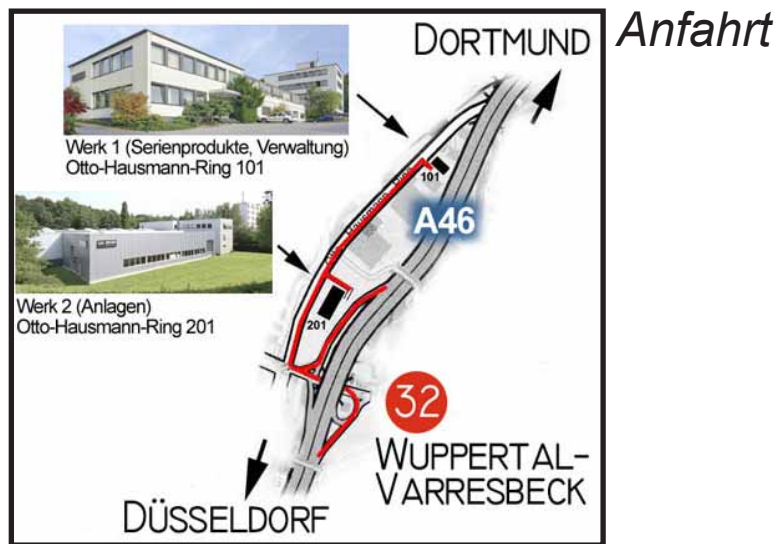 Anfahrt
DORTMUND
Werk 1 (Serienprodukte, Verwaltung)
Otto-Hausmann-Ring 101
101
Hausmann
A46
Werk 2 (Anlagen)
Otto-Hausmann-Ring 201
201
32
WUPPERTAL-
VARRESBECK
DÜSSELDORF